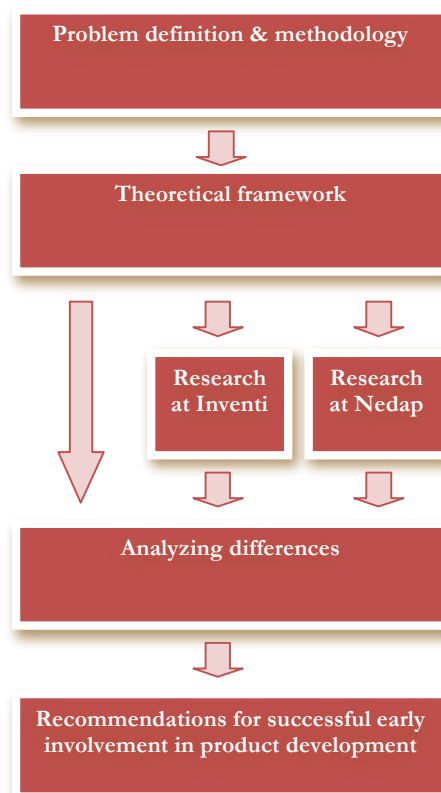 Problem definition & methodology
Theoretical framework
Research
at Inventi
Research
at Nedap
Analyzing differences
Recommendations for successful early
involvement in product development